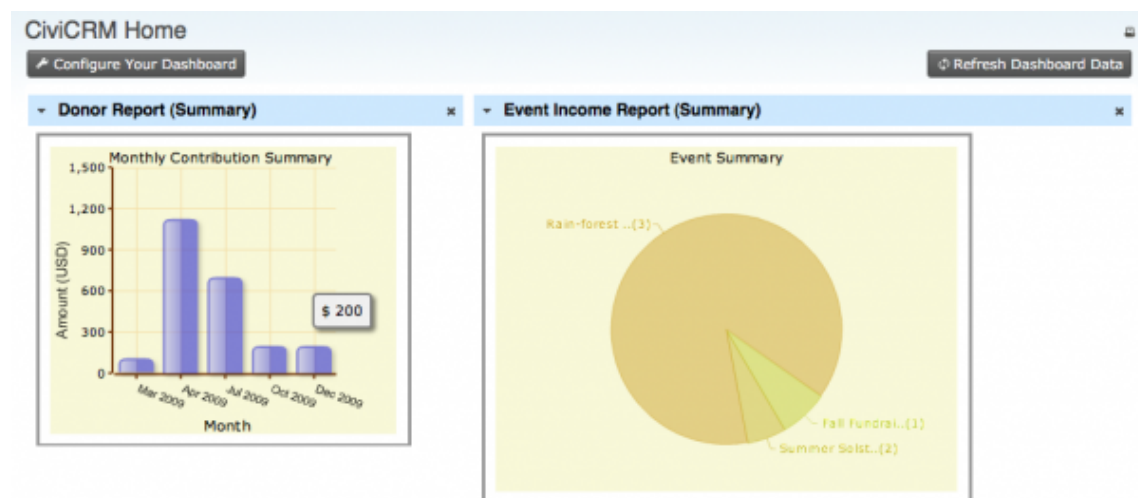 CiviCRM Home
Configure Your Dashboard
Refresh Dashboard Data
Donor Report (Summary)
Event Income Report (Summary)
Monthly Contribution Summary
1,500
1,200
900
600
300
0
Amount (USD)
$ 200
Mar 2009
Apr 2009
Jul 2009
Oct 2009
Dec 2009
Month
Event Summary
Rain-forest ..(3)
Fall Fundrai..(1)
Summer Solst..(2)